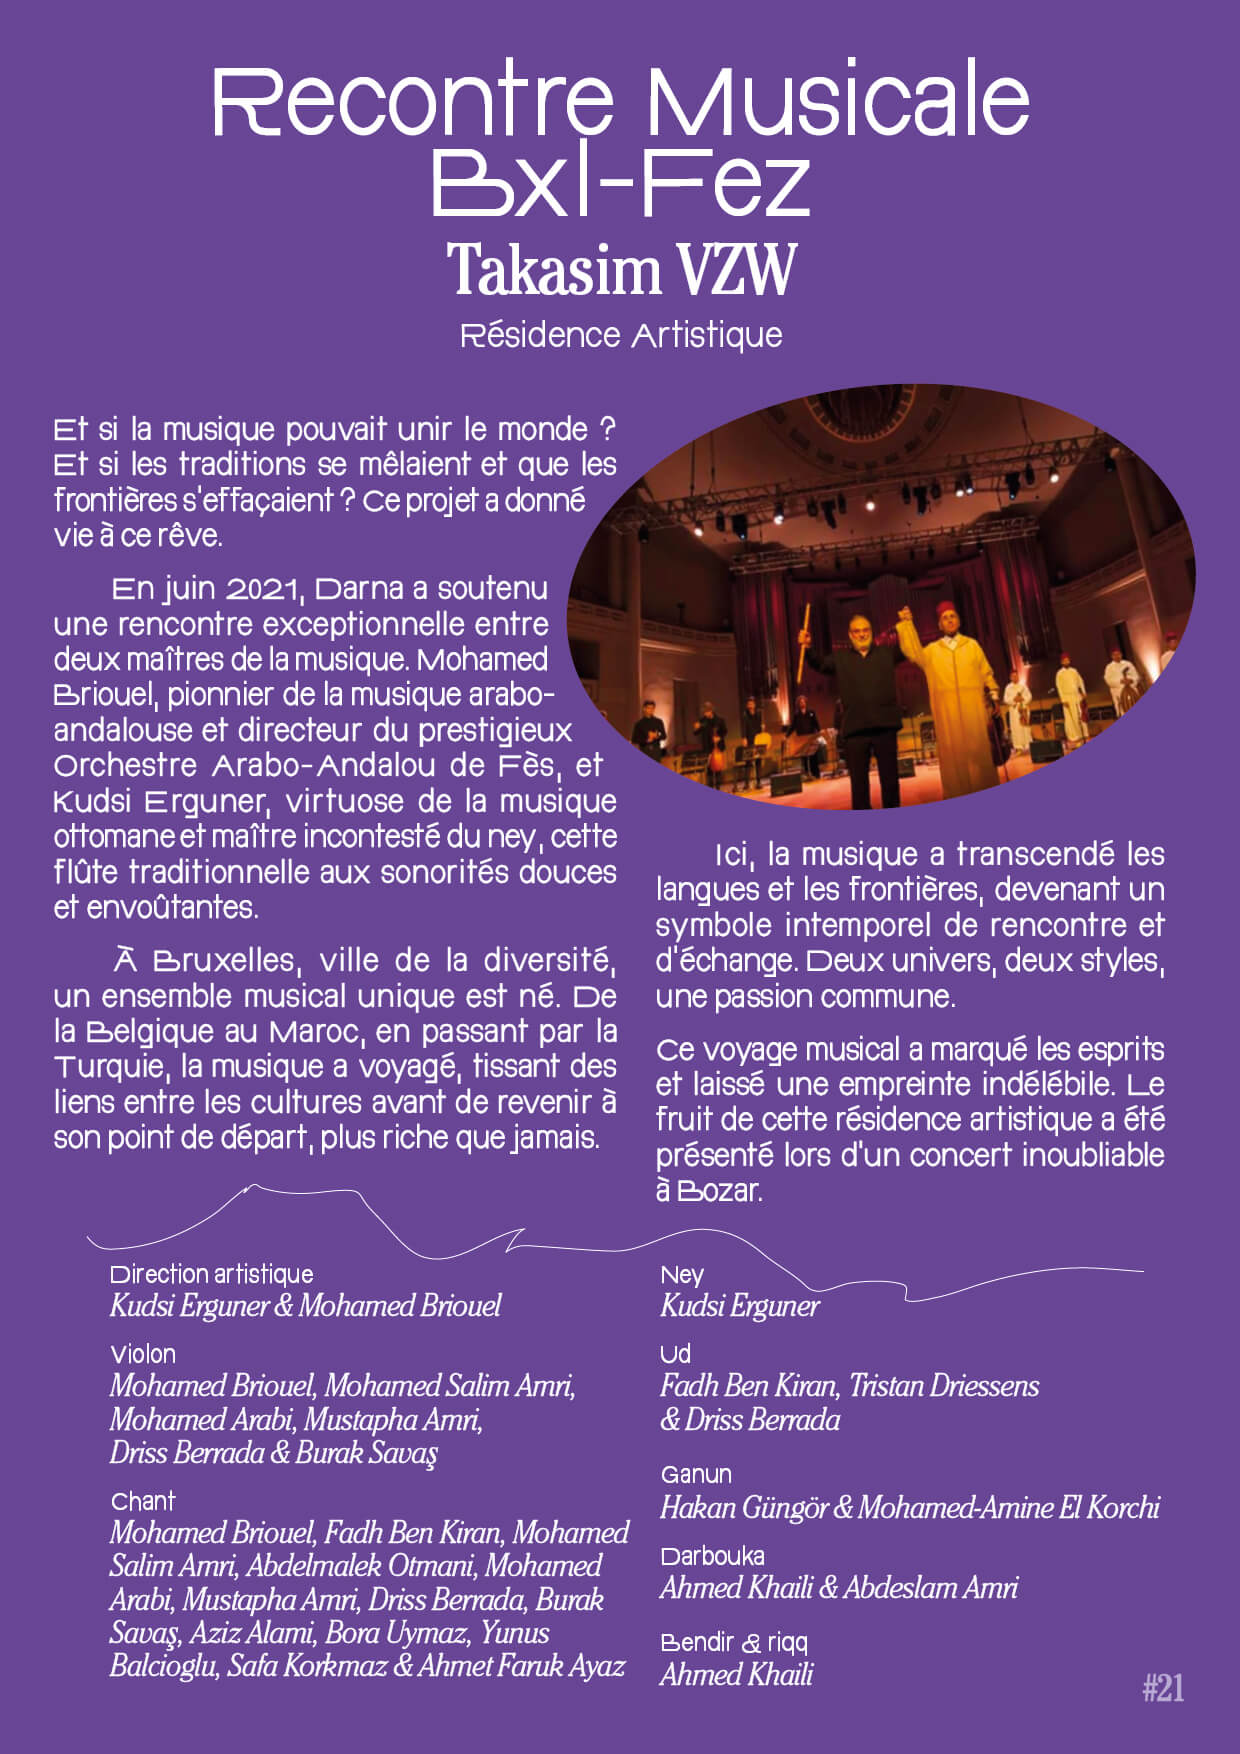 Recontre Musicale
Bxl-Fez
Takasim VZW
Résidence Artistique
Et si la musique pouvait unir le monde ?
Et si les traditions se mêlaient et que les
frontières s'effaçaient ? Ce projet a donné
vie à ce rêve.
En juin 2021, Darna a soutenu
une rencontre exceptionnelle entre
deux maîtres de la musique. Mohamed
Briouel, pionnier de la musique arabo-
andalouse et directeur du prestigieux
Orchestre Arabo-Andalou de Fès, et
Kudsi Erguner, virtuose de la musique
ottomane et maître incontesté du ney, cette
flûte traditionnelle aux sonorités douces
et envoûtantes.
À Bruxelles, ville de la diversité,
un ensemble musical unique est né. De
la Belgique au Maroc, en passant par la
Turquie, la musique a voyagé, tissant des
liens entre les cultures avant de revenir à
son point de départ, plus riche que jamais.
Ici, la musique a transcendé les
langues et les frontières, devenant un
symbole intemporel de rencontre et
d'échange. Deux univers, deux styles,
une passion commune.
Ce voyage musical a marqué les esprits
et laissé une empreinte indélébile. Le
fruit de cette résidence artistique a été
présenté lors d'un concert inoubliable
à Bozar.
Direction artistique
Kudsi Erguner & Mohamed Briouel
Violon
Mohamed Briouel, Mohamed Salim Amri,
Mohamed Arabi, Mustapha Amri,
Driss Berrada & Burak Savaş
Chant
Mohamed Briouel, Fadh Ben Kiran, Mohamed
Salim Amri, Abdelmalek Otmani, Mohamed
Arabi, Mustapha Amri, Driss Berrada, Burak
Savaş, Aziz Alami, Bora Uymaz, Yunus
Balcioglu, Safa Korkmaz & Ahmet Faruk Ayaz
Ney
Kudsi Erguner
Ud
Fadh Ben Kiran, Tristan Driessens
& Driss Berrada
Ganun
Hakan Güngör & Mohamed-Amine El Korchi
Darbouka
Ahmed Khaili & Abdeslam Amri
Bendir & riqq
Ahmed Khaili
#21